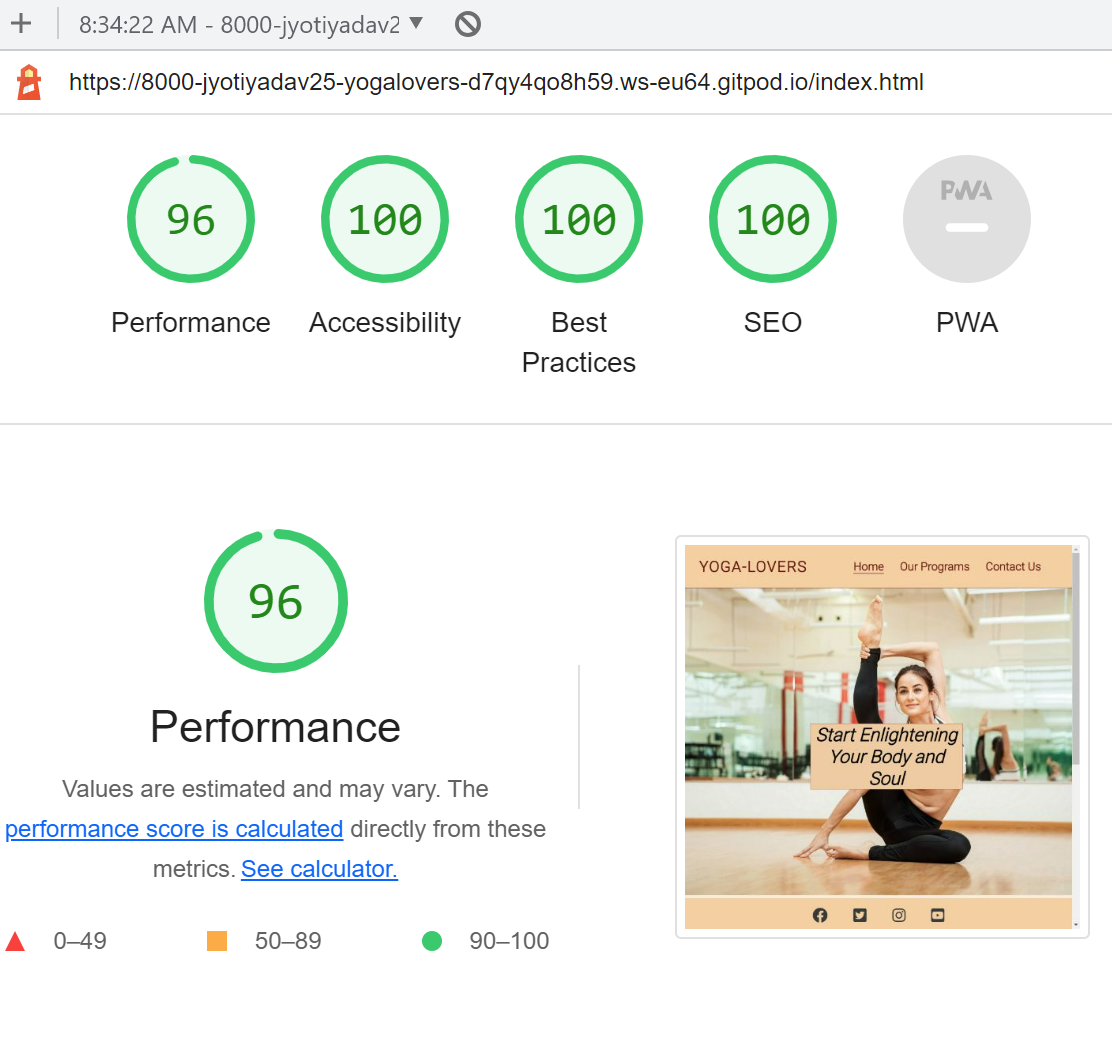 8:34:22 AM - 8000-jyotiyadav2
https://8000-jyotiyadav25-yogalovers-d7qy4qo8h59.ws-eu64.gitpod.io/index.html
96 100 100 100 PWA
Performance Accessibility Best Practices SEO PWA
96
Performance
Values are estimated and may vary. The
performance score is calculated directly from these
metrics. See calculator.
0–49 50–89 90–100
YOGA-LOVERS Home Our Programs Contact Us
Start Enlightening
Your Body and
Soul